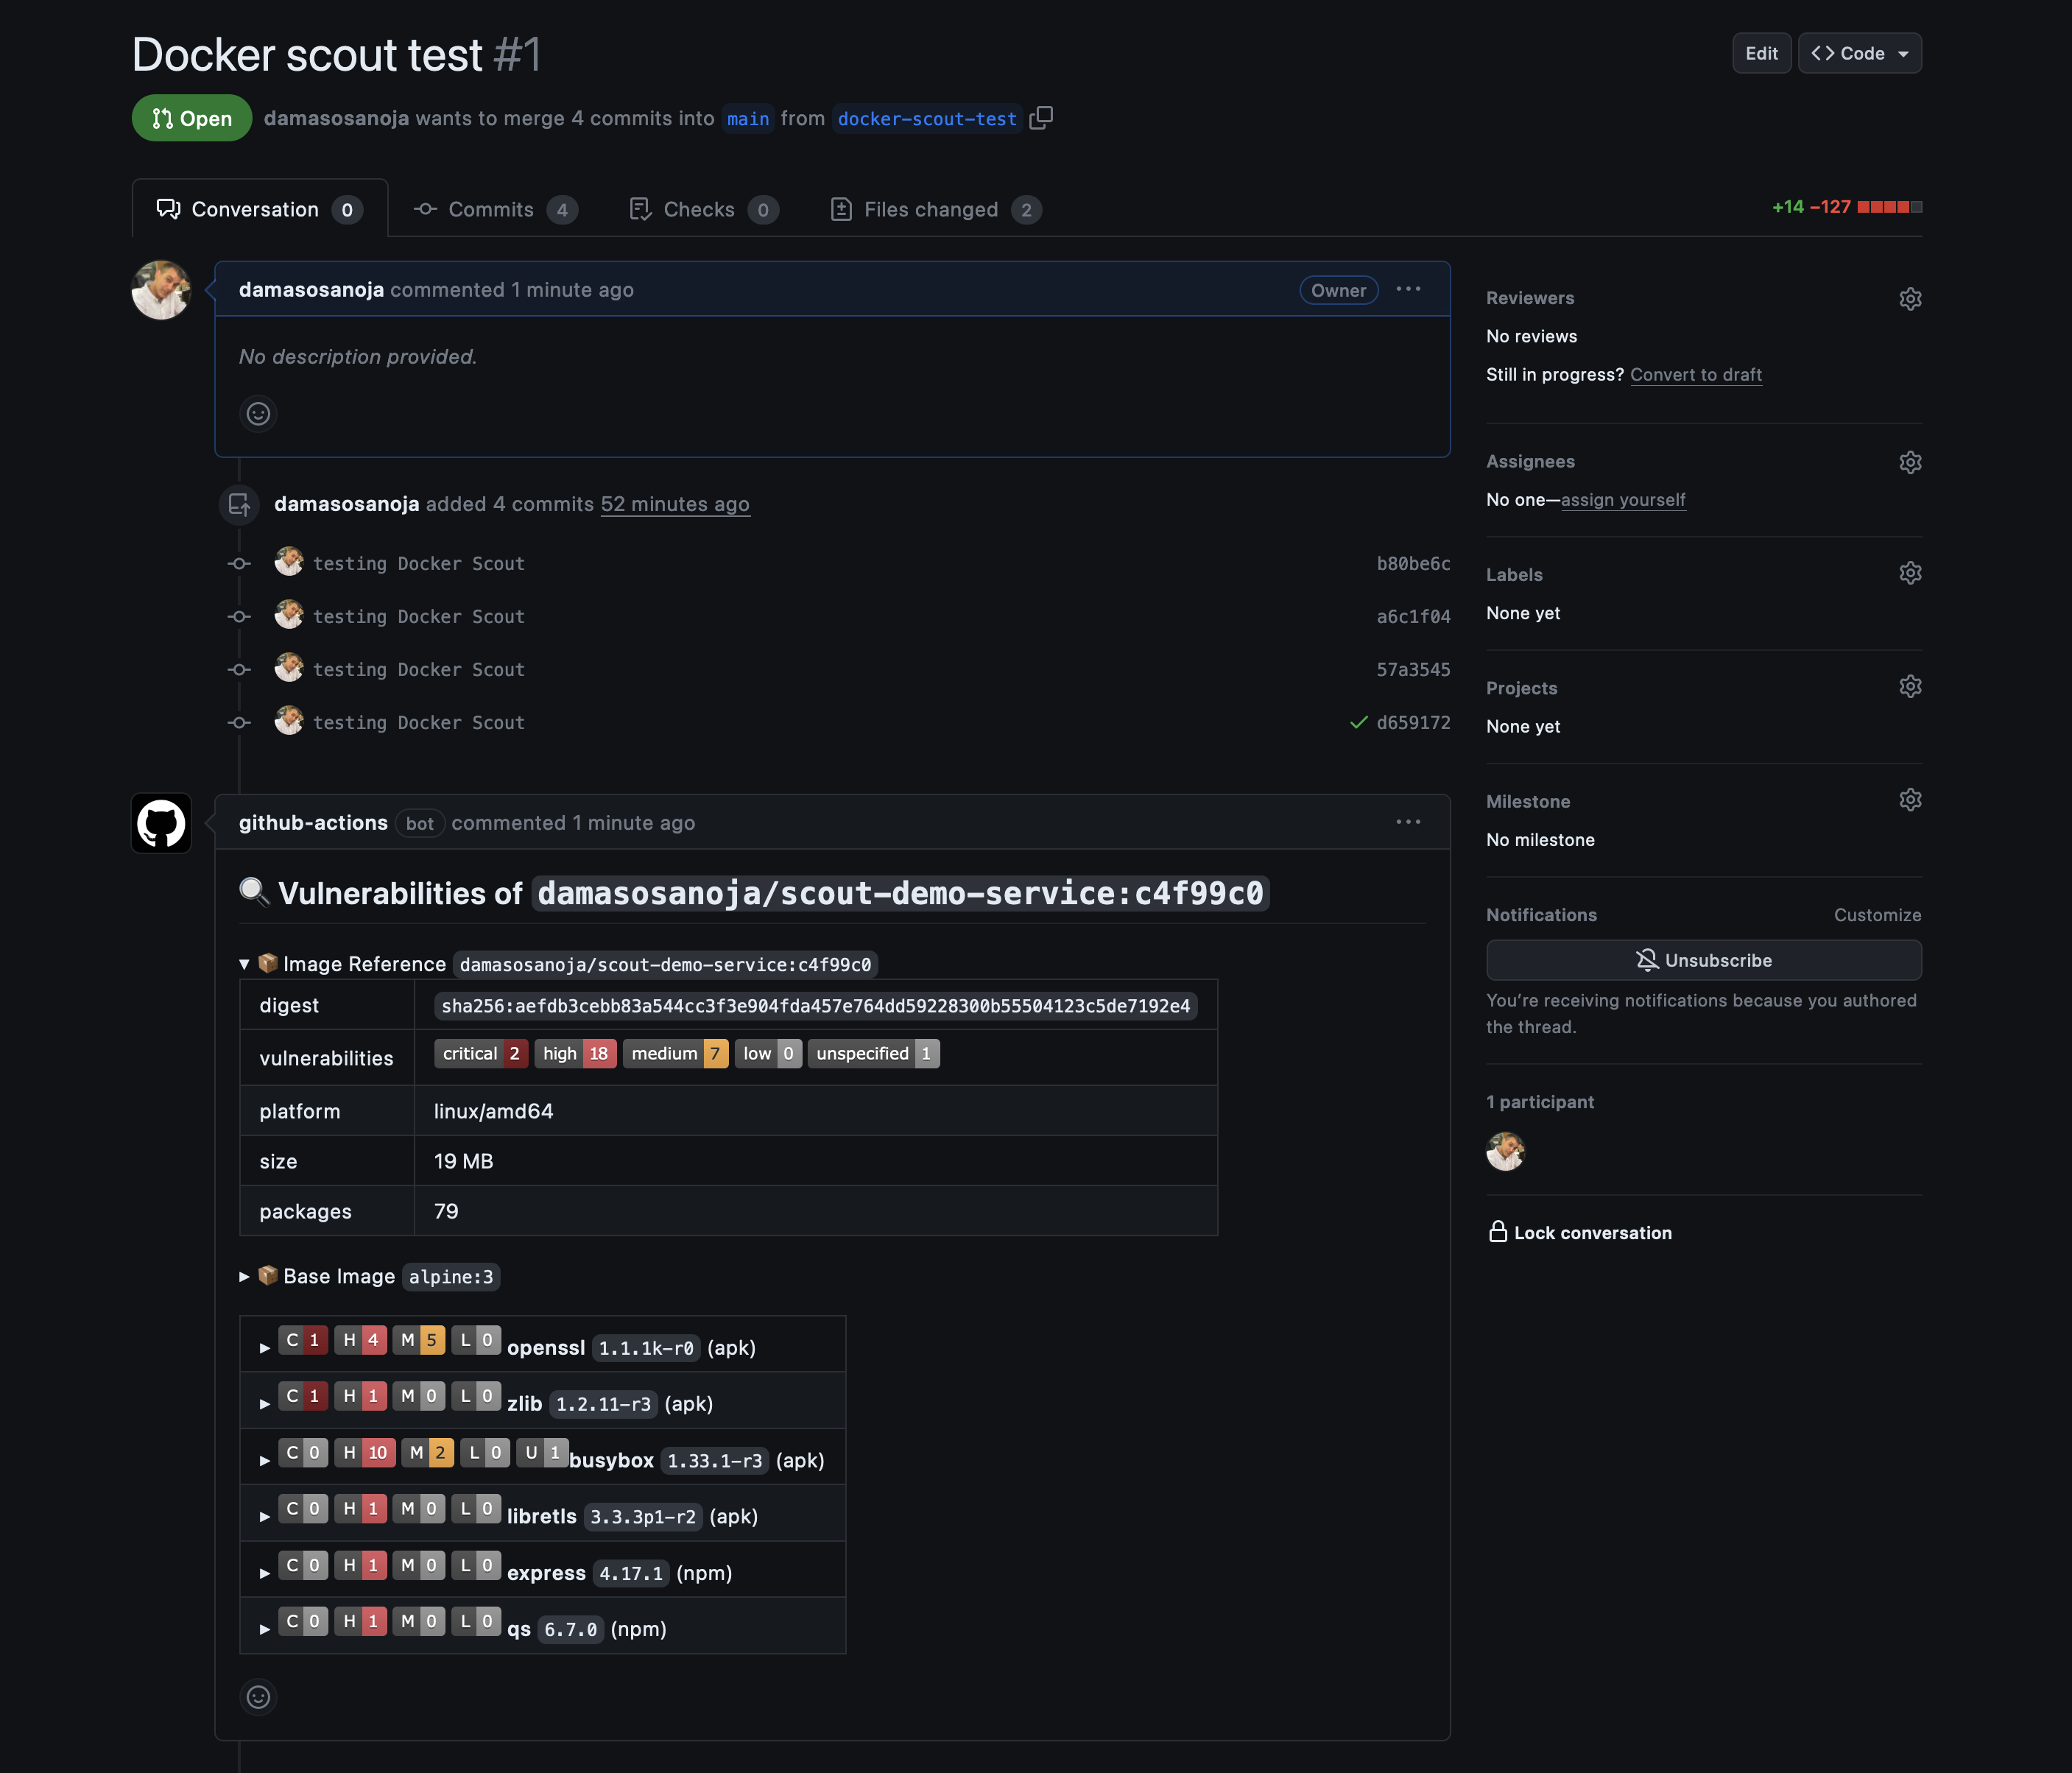 Docker scout test #1
Edit
Code
Open
damasosanoja wants to merge 4 commits into main from docker-scout-test
Conversation 0
Commits 4
Checks 0
Files changed 2
+14 −127
damasosanoja commented 1 minute ago
Owner
No description provided.
damasosanoja added 4 commits 52 minutes ago
testing Docker Scout b80be6c
testing Docker Scout a6c1f04
testing Docker Scout 57a3545
testing Docker Scout d659172
github-actions bot commented 1 minute ago
Vulnerabilities of damasosanoja/scout-demo-service:c4f99c0
Image Reference damasosanoja/scout-demo-service:c4f99c0
digest sha256:aefdb3cebb83a544cc3f3e904fda457e764dd59228300b55504123c5de7192e4
vulnerabilities critical 2 high 18 medium 7 low 0 unspecified 1
platform linux/amd64
size 19 MB
packages 79
Base Image alpine:3
C 1 H 4 M 5 L 0 openssl 1.1.1k-r0 (apk)
C 1 H 1 M 0 L 0 zlib 1.2.11-r3 (apk)
C 0 H 10 M 2 L 0 U 1 busybox 1.33.1-r3 (apk)
C 0 H 1 M 0 L 0 libretls 3.3.3p1-r2 (apk)
C 0 H 1 M 0 L 0 express 4.17.1 (npm)
C 0 H 1 M 0 L 0 qs 6.7.0 (npm)
Reviewers
No reviews
Still in progress? Convert to draft
Assignees
No one—assign yourself
Labels
None yet
Projects
None yet
Milestone
No milestone
Notifications Customize
Unsubscribe
You’re receiving notifications because you authored
the thread.
1 participant
Lock conversation